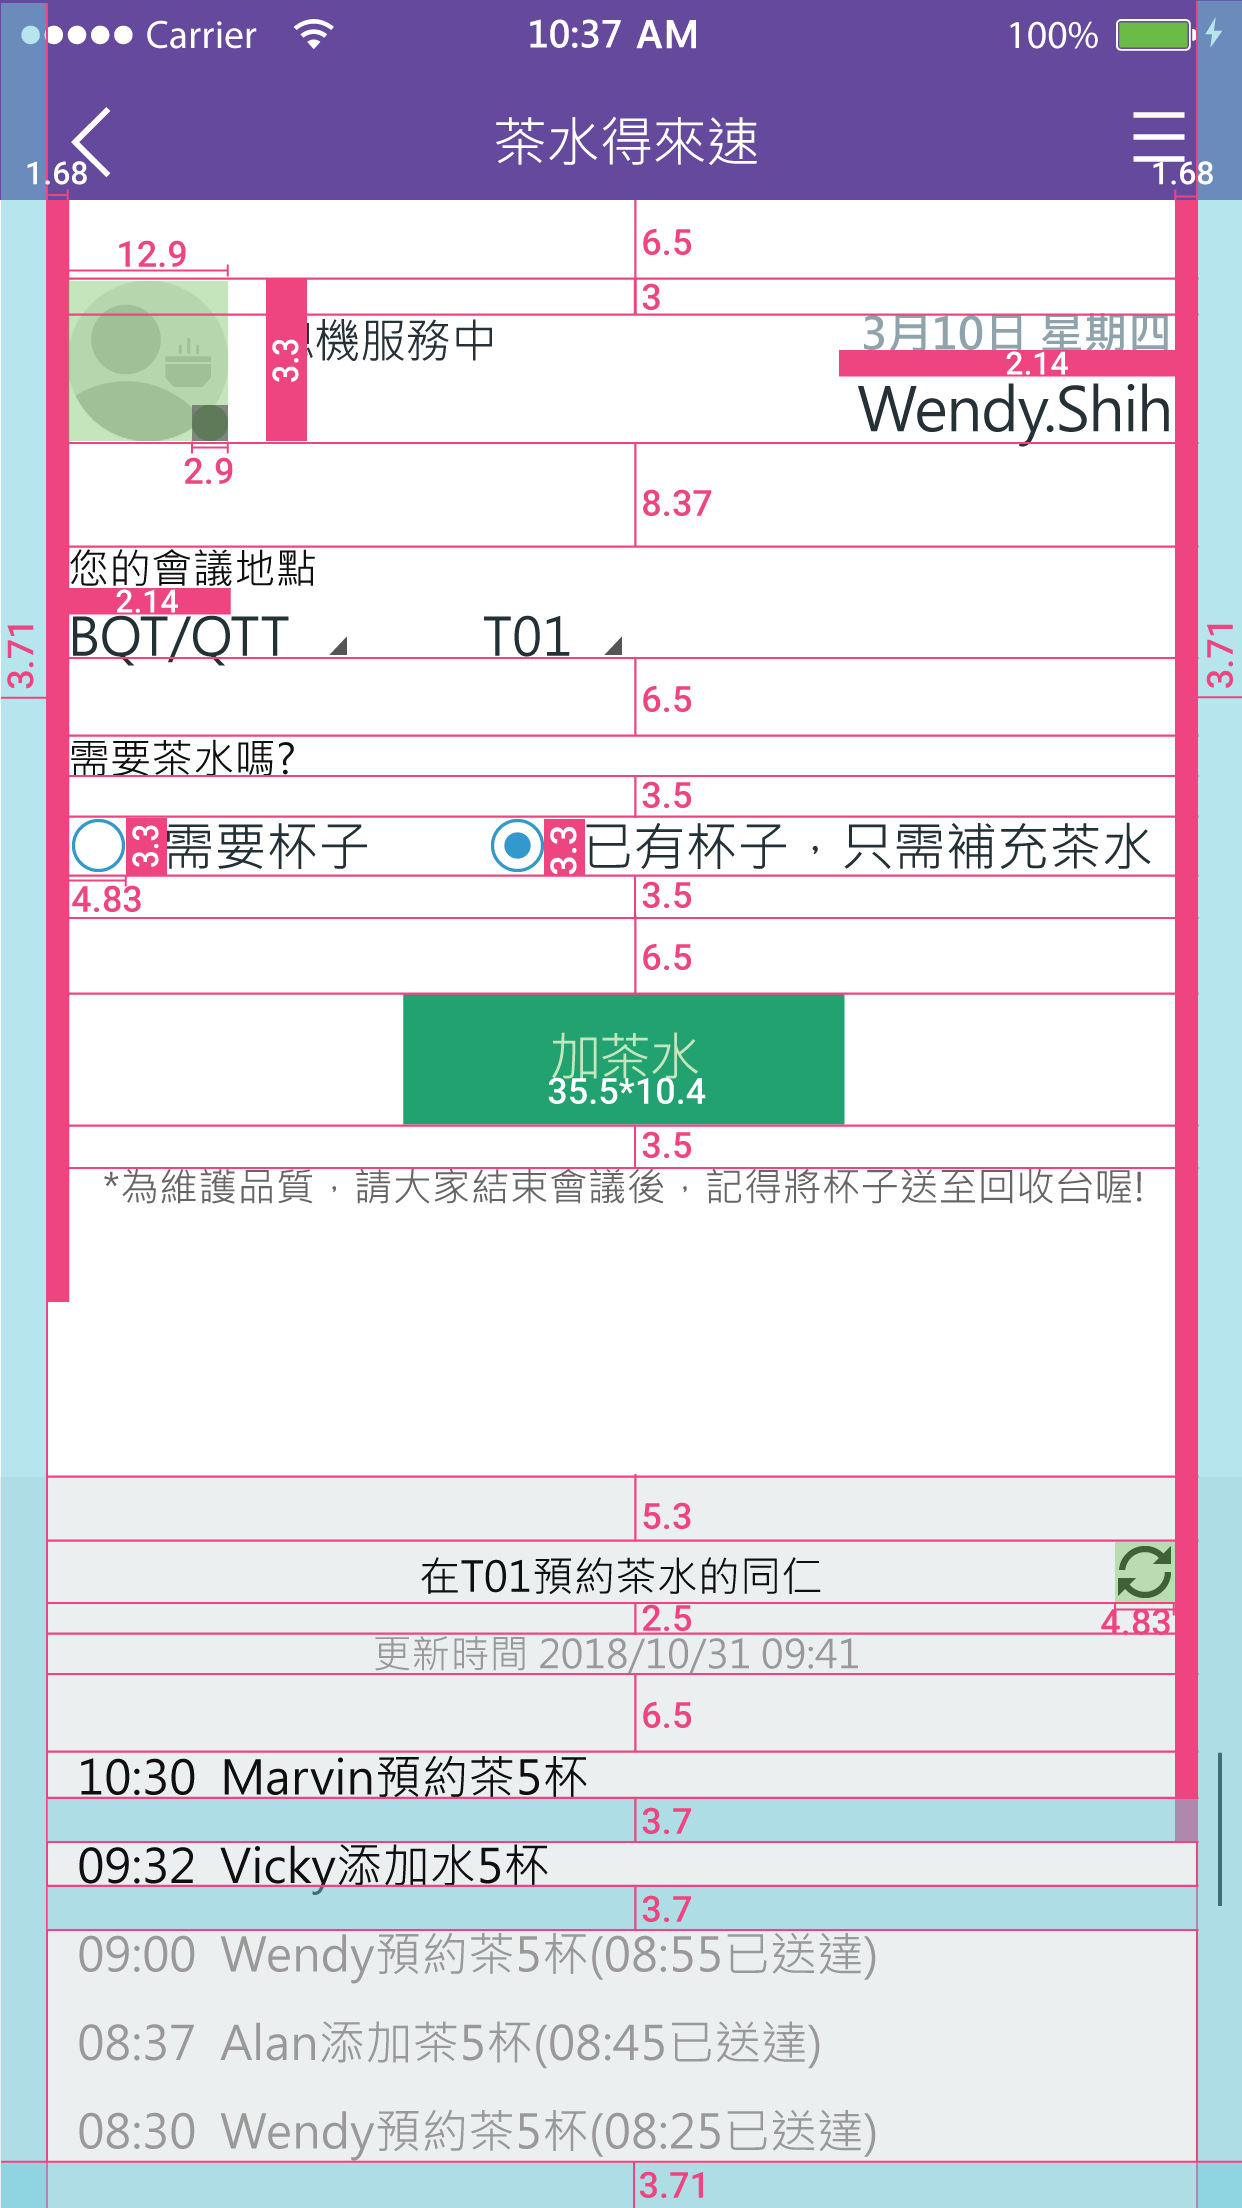 Carrier 10:37 AM 100%
茶水得來速
1.68 1.68
6.5
12.9
3
3月10日 星期四
3.3 機服務中
2.14
Wendy.Shih
2.9
8.37
您的會議地點
2.14
BQT/QTT T01
3.71 3.71
6.5
需要茶水嗎?
3.5
3.3 需要杯子 3.3 已有杯子，只需補充茶水
4.83 3.5
6.5
加茶水
35.5*10.4
3.5
*為維護品質，請大家結束會議後，記得將杯子送至回收台喔!
5.3
在T01預約茶水的同仁
2.5 4.83
更新時間 2018/10/31 09:41
6.5
10:30 Marvin預約茶5杯
3.7
09:32 Vicky添加水5杯
3.7
09:00 Wendy預約茶5杯(08:55已送達)
08:37 Alan添加茶5杯(08:45已送達)
08:30 Wendy預約茶5杯(08:25已送達)
3.71